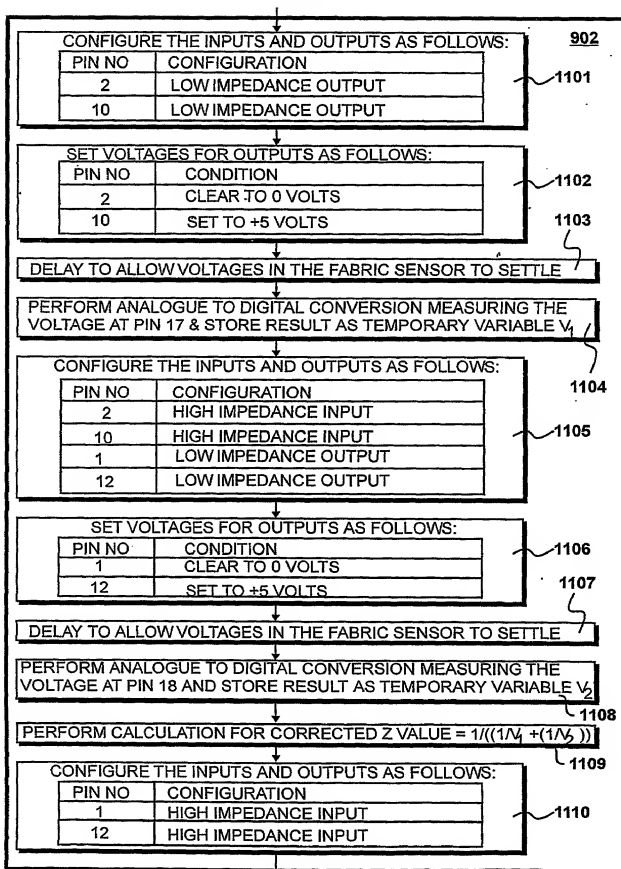 CONFIGURE THE INPUTS AND OUTPUTS AS FOLLOWS: 902
PIN NO CONFIGURATION
2 LOW IMPEDANCE OUTPUT
10 LOW IMPEDANCE OUTPUT
1101
SET VOLTAGES FOR OUTPUTS AS FOLLOWS:
PIN NO CONDITION
2 CLEAR TO 0 VOLTS
10 SET TO +5 VOLTS
1102
1103
DELAY TO ALLOW VOLTAGES IN THE FABRIC SENSOR TO SETTLE
PERFORM ANALOGUE TO DIGITAL CONVERSION MEASURING THE
VOLTAGE AT PIN 17 & STORE RESULT AS TEMPORARY VARIABLE V1
1104
CONFIGURE THE INPUTS AND OUTPUTS AS FOLLOWS:
PIN NO CONFIGURATION
2 HIGH IMPEDANCE INPUT
10 HIGH IMPEDANCE INPUT
1 LOW IMPEDANCE OUTPUT
12 LOW IMPEDANCE OUTPUT
1105
SET VOLTAGES FOR OUTPUTS AS FOLLOWS:
PIN NO CONDITION
1 CLEAR TO 0 VOLTS
12 SET TO +5 VOLTS
1106
1107
DELAY TO ALLOW VOLTAGES IN THE FABRIC SENSOR TO SETTLE
PERFORM ANALOGUE TO DIGITAL CONVERSION MEASURING THE
VOLTAGE AT PIN 18 AND STORE RESULT AS TEMPORARY VARIABLE V2
1108
PERFORM CALCULATION FOR CORRECTED Z VALUE = 1/((1/V1 +(1/V2 ))
1109
CONFIGURE THE INPUTS AND OUTPUTS AS FOLLOWS:
PIN NO CONFIGURATION
1 HIGH IMPEDANCE INPUT
12 HIGH IMPEDANCE INPUT
1110